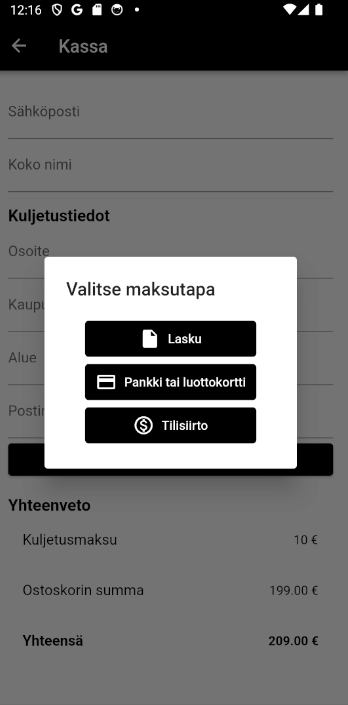 12:16
Kassa
Sähköposti
Koko nimi
Kuljetustiedot
Osoite
Valitse maksutapa
Lasku
Pankki tai luottokortti
Tilisiirto
Alue
Yhteenveto
Kuljetusmaksu 10 €
Ostoskorin summa 199.00 €
Yhteensä 209.00 €